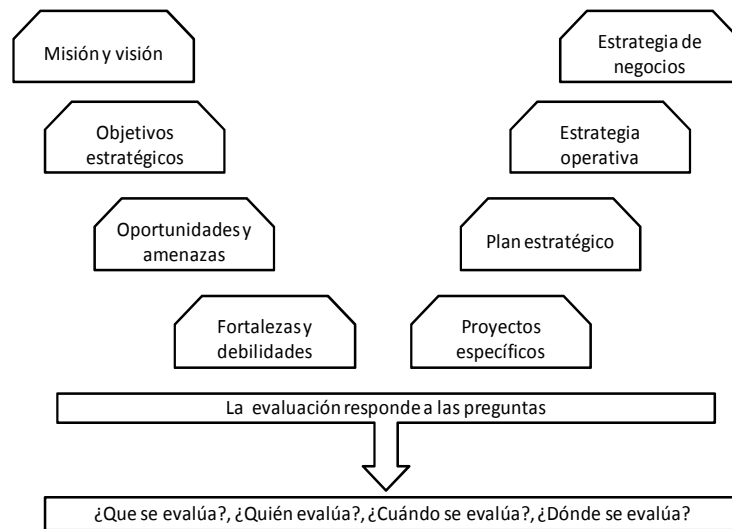 Misión y visión
Estrategia de
negocios
Objetivos
estratégicos
Estrategia
operativa
Oportunidades y
amenazas
Plan estratégico
Fortalezas y
debilidades
Proyectos
específicos
La evaluación responde a las preguntas
¿Que se evalúa?, ¿Quién evalúa?, ¿Cuándo se evalúa?, ¿Dónde se evalúa?